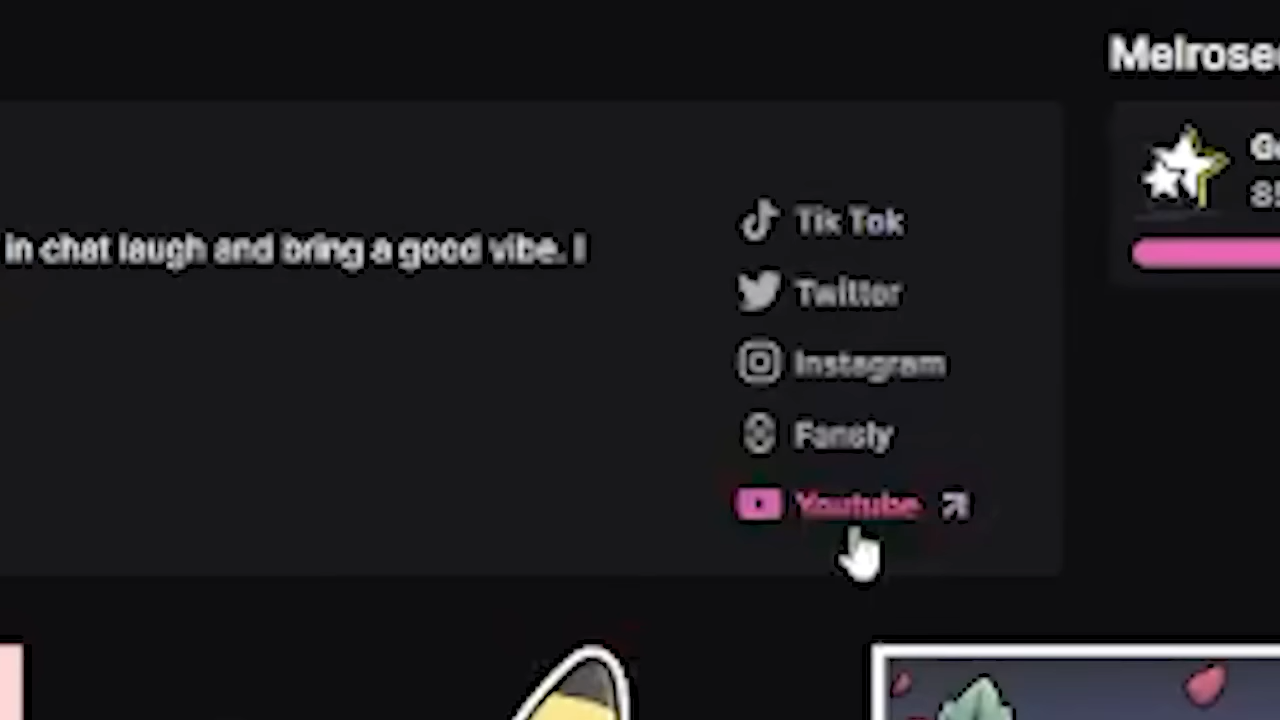 Melrose
in chat laugh and bring a good vibe. I
Tik Tok
Twitter
Instagram
Fansly
Youtube